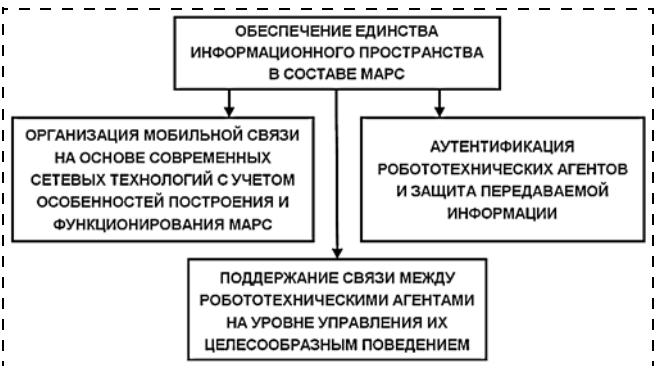 ОБЕСПЕЧЕНИЕ ЕДИНСТВА
ИНФОРМАЦИОННОГО ПРОСТРАНСТВА
В СОСТАВЕ МАРС
ОРГАНИЗАЦИЯ МОБИЛЬНОЙ СВЯЗИ
НА ОСНОВЕ СОВРЕМЕННЫХ
СЕТЕВЫХ ТЕХНОЛОГИЙ С УЧЕТОМ
ОСОБЕННОСТЕЙ ПОСТРОЕНИЯ И
ФУНКЦИОНИРОВАНИЯ МАРС
АУТЕНТИФИКАЦИЯ
РОБОТОТЕХНИЧЕСКИХ АГЕНТОВ
И ЗАЩИТА ПЕРЕДАВАЕМОЙ
ИНФОРМАЦИИ
ПОДДЕРЖАНИЕ СВЯЗИ МЕЖДУ
РОБОТОТЕХНИЧЕСКИМИ АГЕНТАМИ
НА УРОВНЕ УПРАВЛЕНИЯ ИХ
ЦЕЛЕСООБРАЗНЫМ ПОВЕДЕНИЕМ